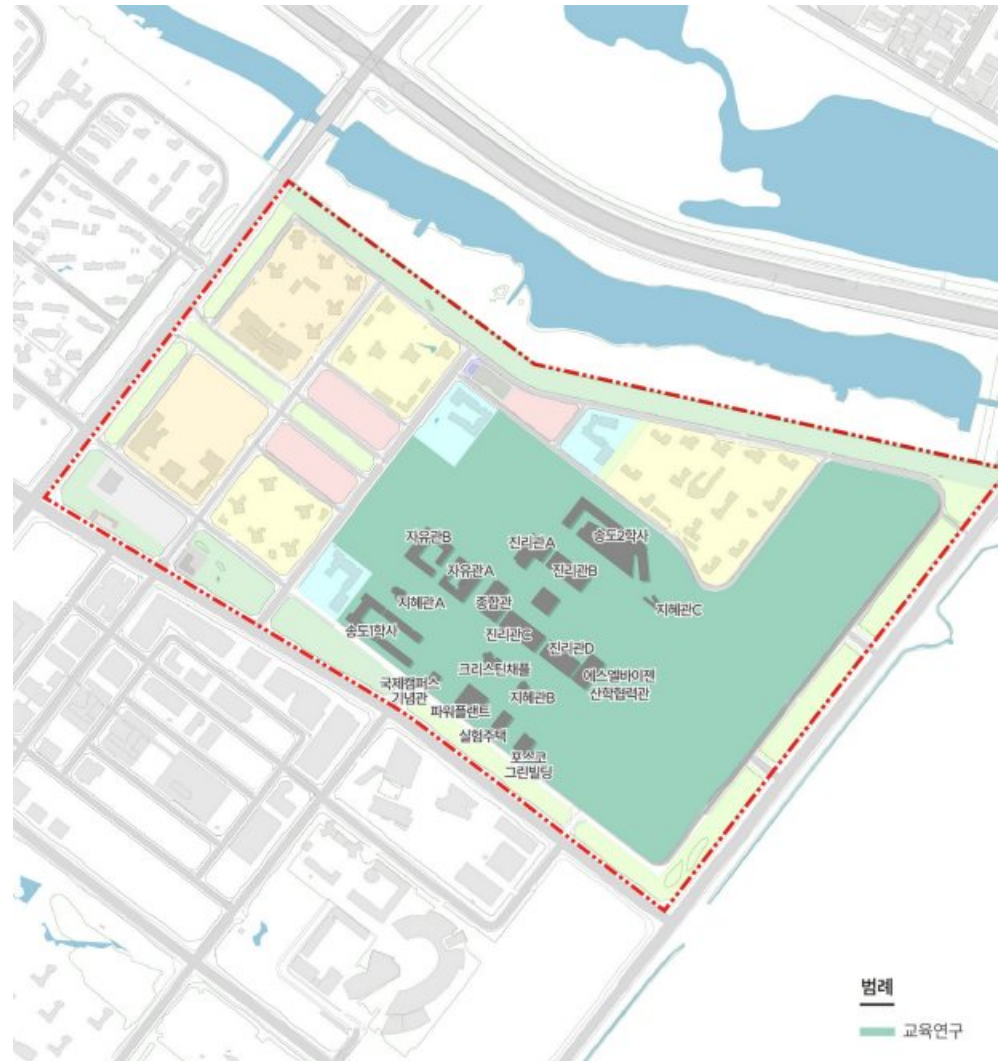 송도2학사
자유관B
진리관A
자유관A
진리관B
지혜관A
종합관
지혜관C
송도1학사
진리관C
진리관D
크리스틴채플
에스엘바이젠
산학협력관
국제캠퍼스
기념관
지혜관B
파워플랜트
실험주택
포스코
그린빌딩
범례
교육연구